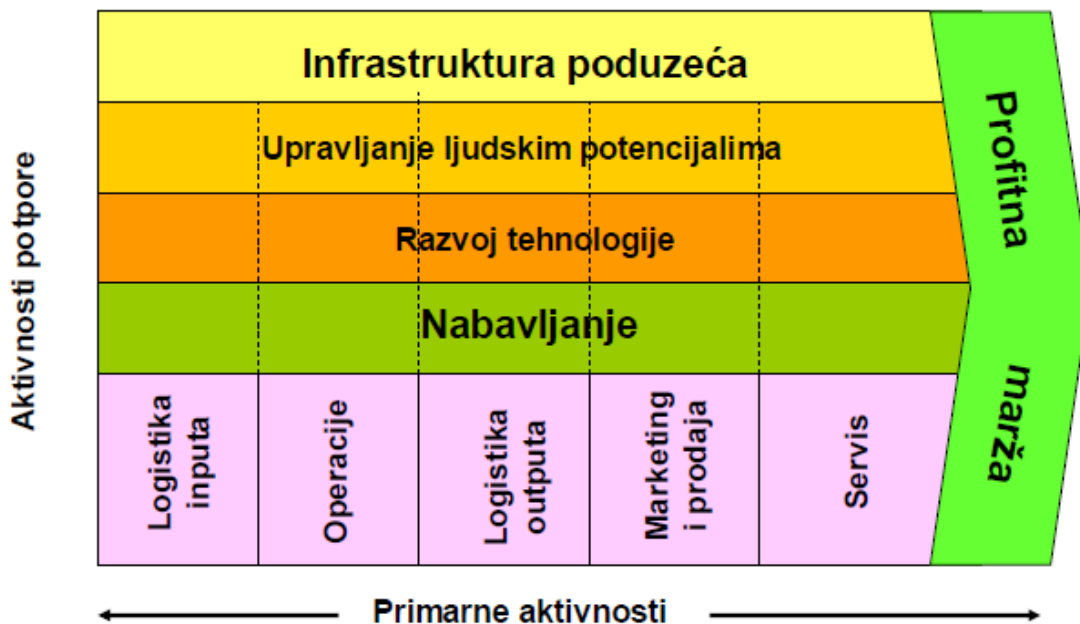 Infrastruktura poduzeća
Upravljanje ljudskim potencijalima
Razvoj tehnologije
Nabavljanje
Aktivnosti potpore
Logistika
inputa
Operacije
Logistika
outputa
Marketing
i prodaja
Servis
Profitna
marža
Primarne aktivnosti